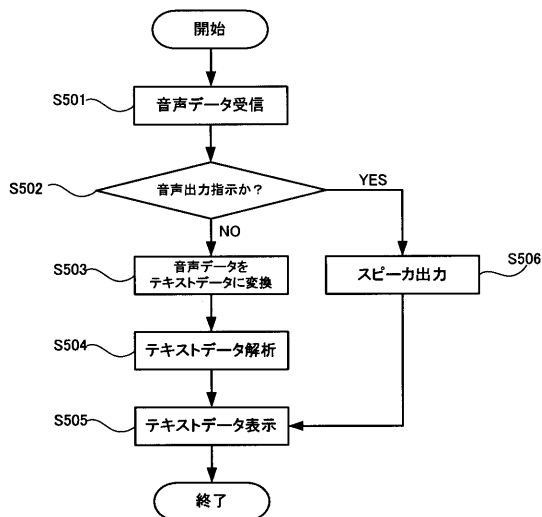 開始
S501
音声データ受信
S502
音声出力指示か?
YES
NO
S503
音声データを
テキストデータに変換
スピーカ出力
S506
S504
テキストデータ解析
S505
テキストデータ表示
終了